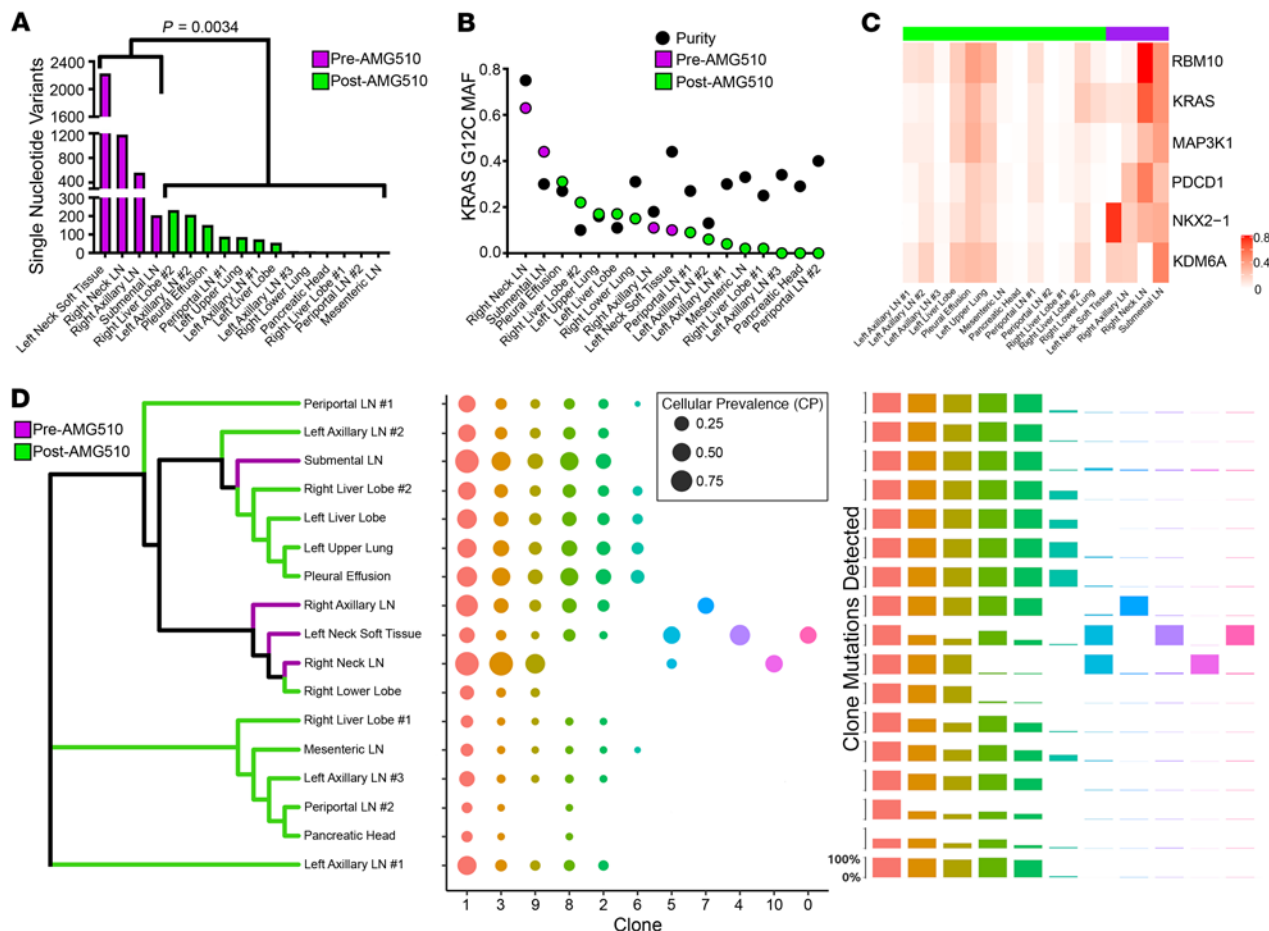 A
P = 0.0034
Pre-AMG510
Post-AMG510
Single Nucleotide Variants
2400
2200
2000
1200
800
400
300
200
100
0
Left Neck Soft Tissue
Right Neck LN
Right Axillary LN
Submental LN
Right Liver Lobe #2
Left Axillary LN #2
Pleural Effusion
Periportal LN #1
Left Upper Lung
Left Axillary LN #1
Left Liver Lobe
Left Axillary LN #3
Right Lower Lung
Pancreatic Head
Right Liver Lobe #1
Periportal LN #2
Mesenteric LN
B
Purity
Pre-AMG510
Post-AMG510
KRAS G12C MAF
0.8
0.6
0.4
0.2
0.0
Right Neck LN
Submental LN
Pleural Effusion
Right Liver Lobe #2
Left Upper Lung
Left Liver Lobe
Right Lower Lung
Right Axillary LN
Left Neck Soft Tissue
Periportal LN #1
Left Axillary LN #2
Left Axillary LN #1
Mesenteric LN
Right Liver Lobe #1
Left Axillary LN #3
Pancreatic Head
Periportal LN #2
C
RBM10
KRAS
MAP3K1
PDCD1
NKX2-1
KDM6A
0.8
0.4
0
Left Axillary LN #1
Left Axillary LN #2
Left Axillary LN #3
Left Liver Lobe
Pleural Effusion
Left Upper Lung
Mesenteric LN
Pancreatic Head
Periportal LN #1
Periportal LN #2
Right Liver Lobe #1
Right Liver Lobe #2
Right Lower Lung
Left Neck Soft Tissue
Right Axillary LN
Right Neck LN
Submental LN
D
Pre-AMG510
Post-AMG510
Periportal LN #1
Left Axillary LN #2
Submental LN
Right Liver Lobe #2
Left Liver Lobe
Left Upper Lung
Pleural Effusion
Right Axillary LN
Left Neck Soft Tissue
Right Neck LN
Right Lower Lobe
Right Liver Lobe #1
Mesenteric LN
Left Axillary LN #3
Periportal LN #2
Pancreatic Head
Left Axillary LN #1
Cellular Prevalence (CP)
0.25
0.50
0.75
1 3 9 8 2 6 5 7 4 10 0
Clone
Clone Mutations Detected
100%
0%
1 3 9 8 2 6 5 7 4 10 0